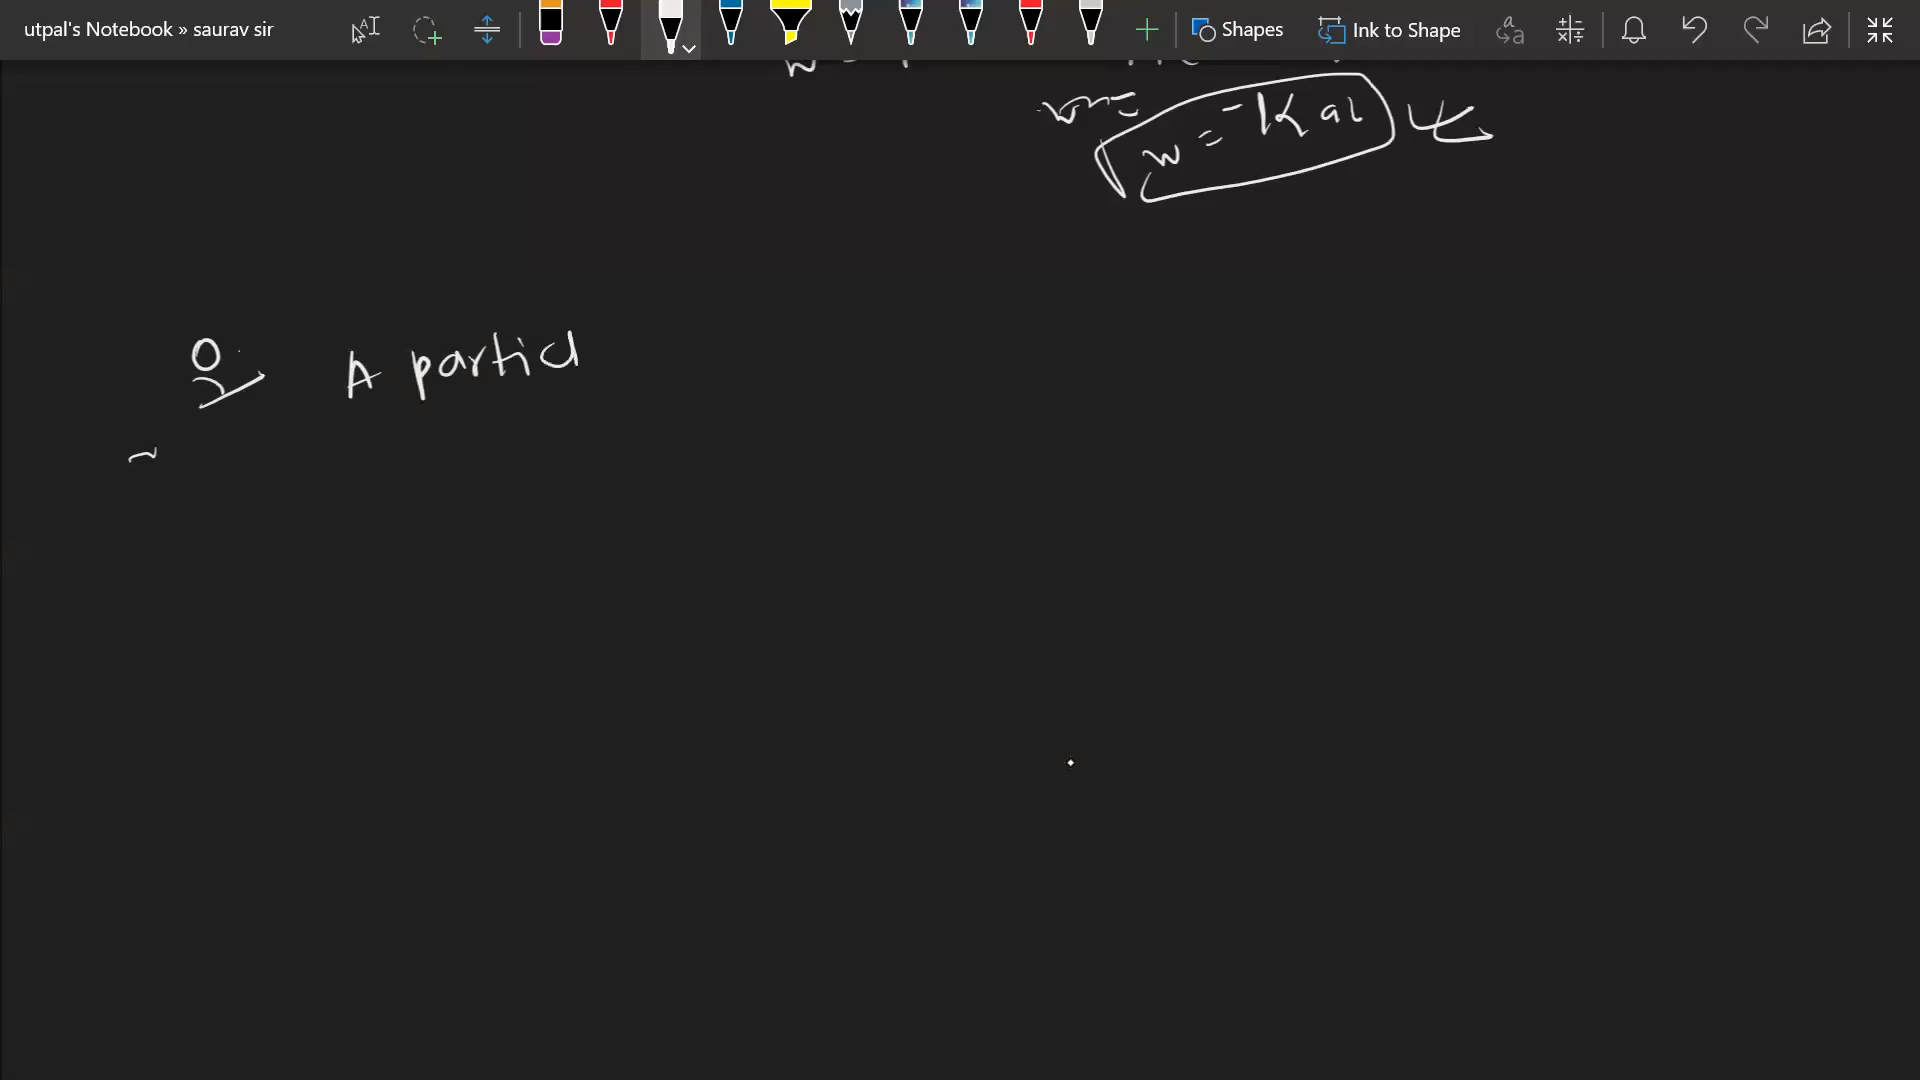 utpal's Notebook » saurav sir
Shapes
Ink to Shape
w = -Kal
Q A particl